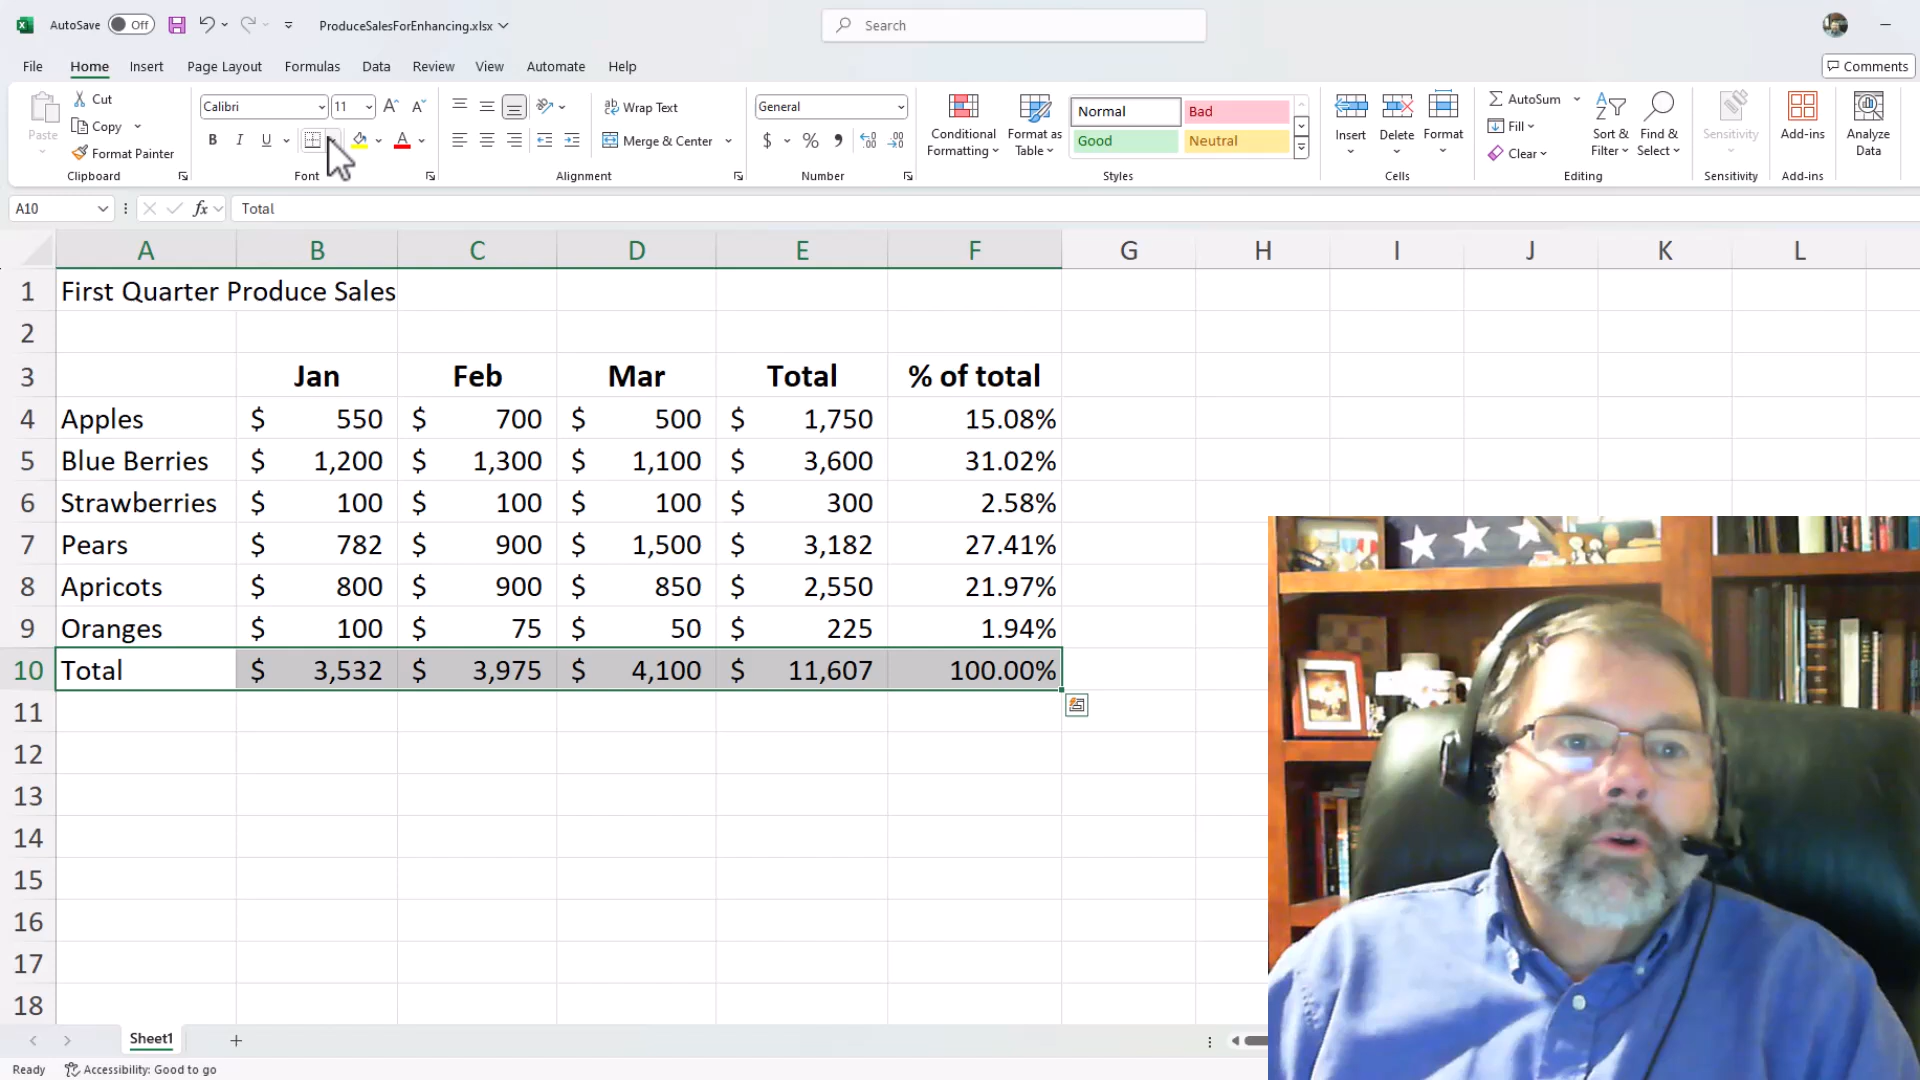 AutoSave Off ProduceSalesForEnhancing.xlsx Search
File Home Insert Page Layout Formulas Data Review View Automate Help Comments
Paste Cut Copy Format Painter Clipboard
Calibri 11 B I U A Font
Wrap Text Merge & Center Alignment
General $ % Number
Conditional Formatting Format as Table Normal Bad Good Neutral Styles
Insert Delete Format Cells
AutoSum Fill Clear Sort & Filter Find & Select Editing
Sensitivity Sensitivity
Add-ins Add-ins
Analyze Data
A10 fx Total
A B C D E F G H I J K L
1 First Quarter Produce Sales
2
3 Jan Feb Mar Total % of total
4 Apples $ 550 $ 700 $ 500 $ 1,750 15.08%
5 Blue Berries $ 1,200 $ 1,300 $ 1,100 $ 3,600 31.02%
6 Strawberries $ 100 $ 100 $ 100 $ 300 2.58%
7 Pears $ 782 $ 900 $ 1,500 $ 3,182 27.41%
8 Apricots $ 800 $ 900 $ 850 $ 2,550 21.97%
9 Oranges $ 100 $ 75 $ 50 $ 225 1.94%
10 Total $ 3,532 $ 3,975 $ 4,100 $ 11,607 100.00%
11
12
13
14
15
16
17
18
Sheet1
Ready Accessibility: Good to go